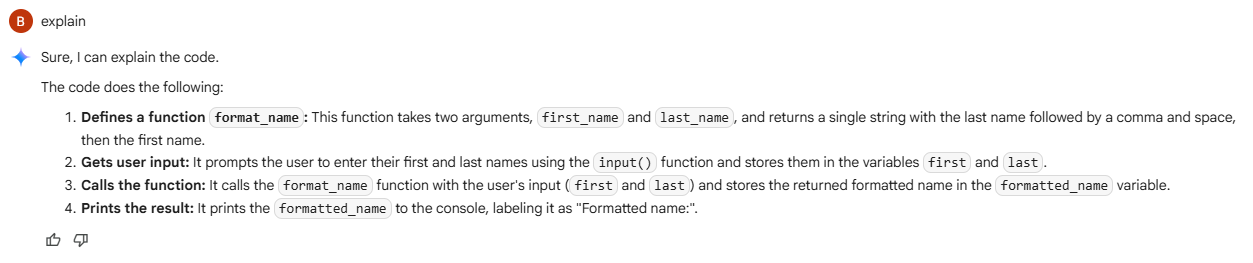 B explain
Sure, I can explain the code.
The code does the following:
1. Defines a function format_name: This function takes two arguments, first_name and last_name, and returns a single string with the last name followed by a comma and space,
then the first name.
2. Gets user input: It prompts the user to enter their first and last names using the input() function and stores them in the variables first and last.
3. Calls the function: It calls the format_name function with the user's input (first and last) and stores the returned formatted name in the formatted_name variable.
4. Prints the result: It prints the formatted_name to the console, labeling it as "Formatted name:".